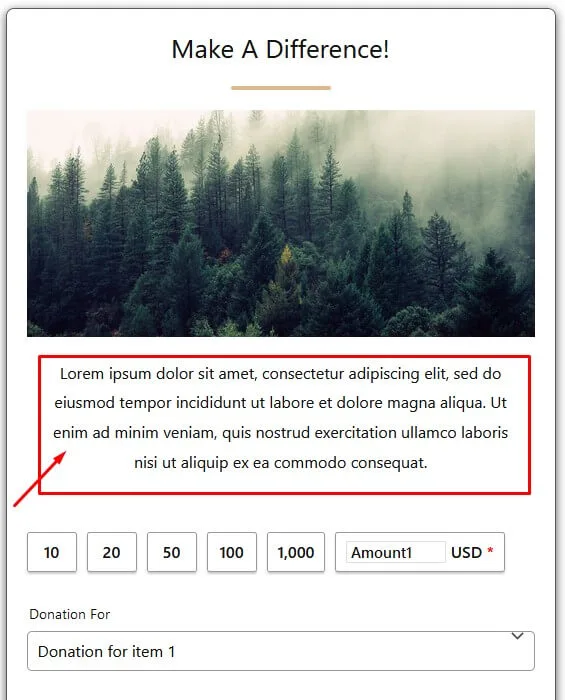 Make A Difference!
Lorem ipsum dolor sit amet, consectetur adipiscing elit, sed do
eiusmod tempor incididunt ut labore et dolore magna aliqua. Ut
enim ad minim veniam, quis nostrud exercitation ullamco laboris
nisi ut aliquip ex ea commodo consequat.
10 20 50 100 1,000 Amount1 USD *
Donation For
Donation for item 1